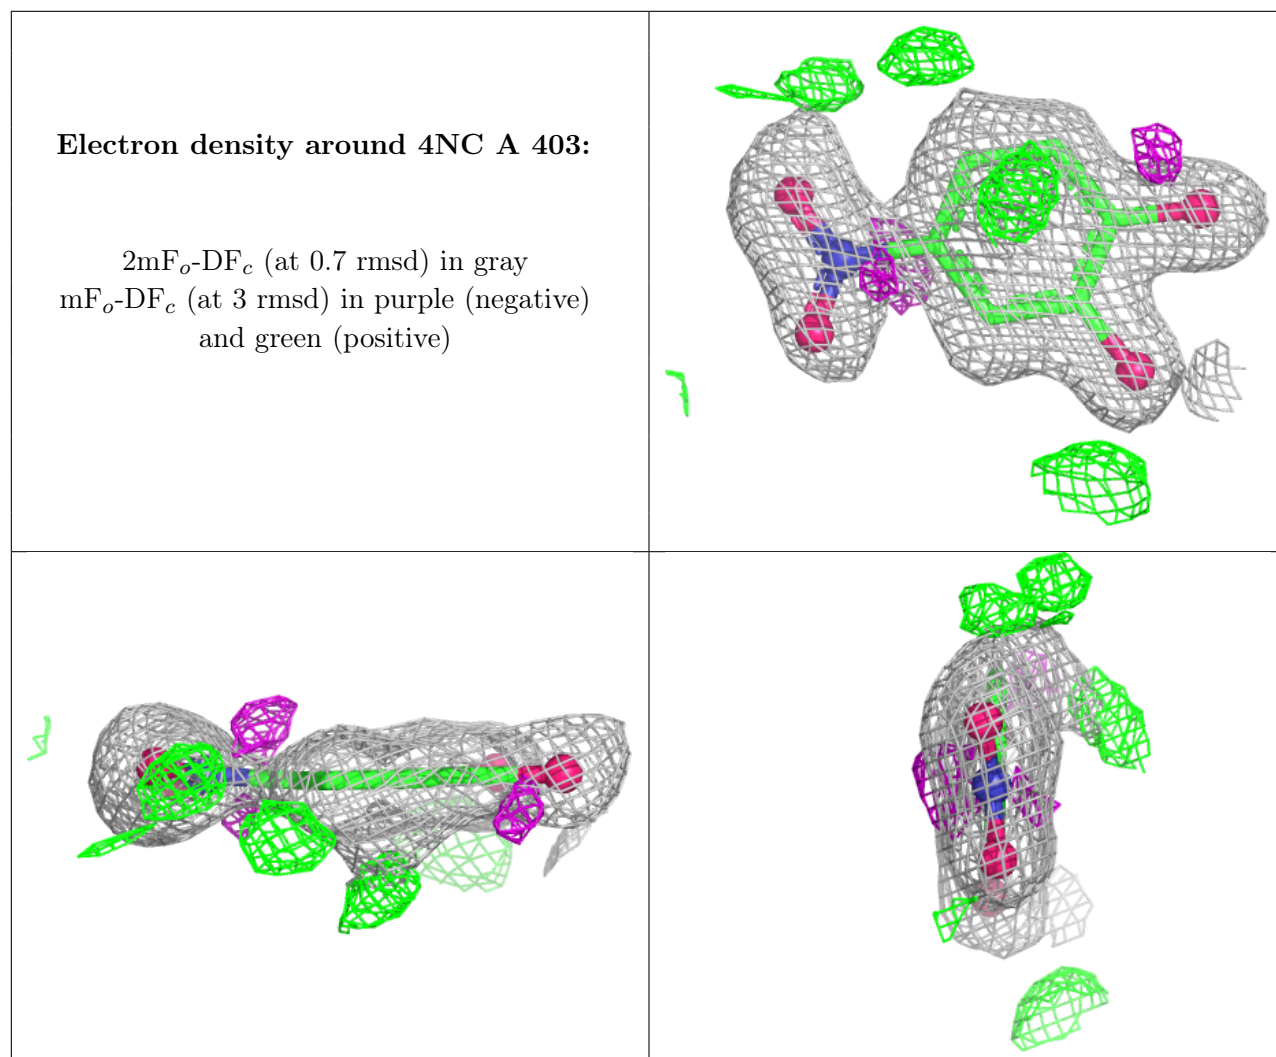 Electron density around 4NC A 403:
2mFₒ-DF𝒸 (at 0.7 rmsd) in gray
mFₒ-DF𝒸 (at 3 rmsd) in purple (negative)
and green (positive)